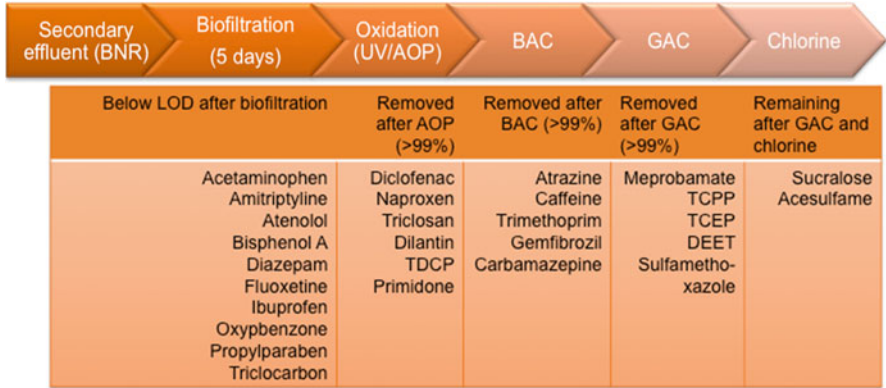 Secondary
effluent (BNR)
Biofiltration
(5 days)
Oxidation
(UV/AOP)
BAC
GAC
Chlorine
Below LOD after biofiltration
Removed
after AOP
(>99%)
Removed after
BAC (>99%)
Removed
after GAC
(>99%)
Remaining
after GAC and
chlorine
Acetaminophen
Amitriptyline
Atenolol
Bisphenol A
Diazepam
Fluoxetine
Ibuprofen
Oxypbenzone
Propylparaben
Triclocarbon
Diclofenac
Naproxen
Triclosan
Dilantin
TDCP
Primidone
Atrazine
Caffeine
Trimethoprim
Gemfibrozil
Carbamazepine
Meprobamate
TCPP
TCEP
DEET
Sulfametho-
xazole
Sucralose
Acesulfame